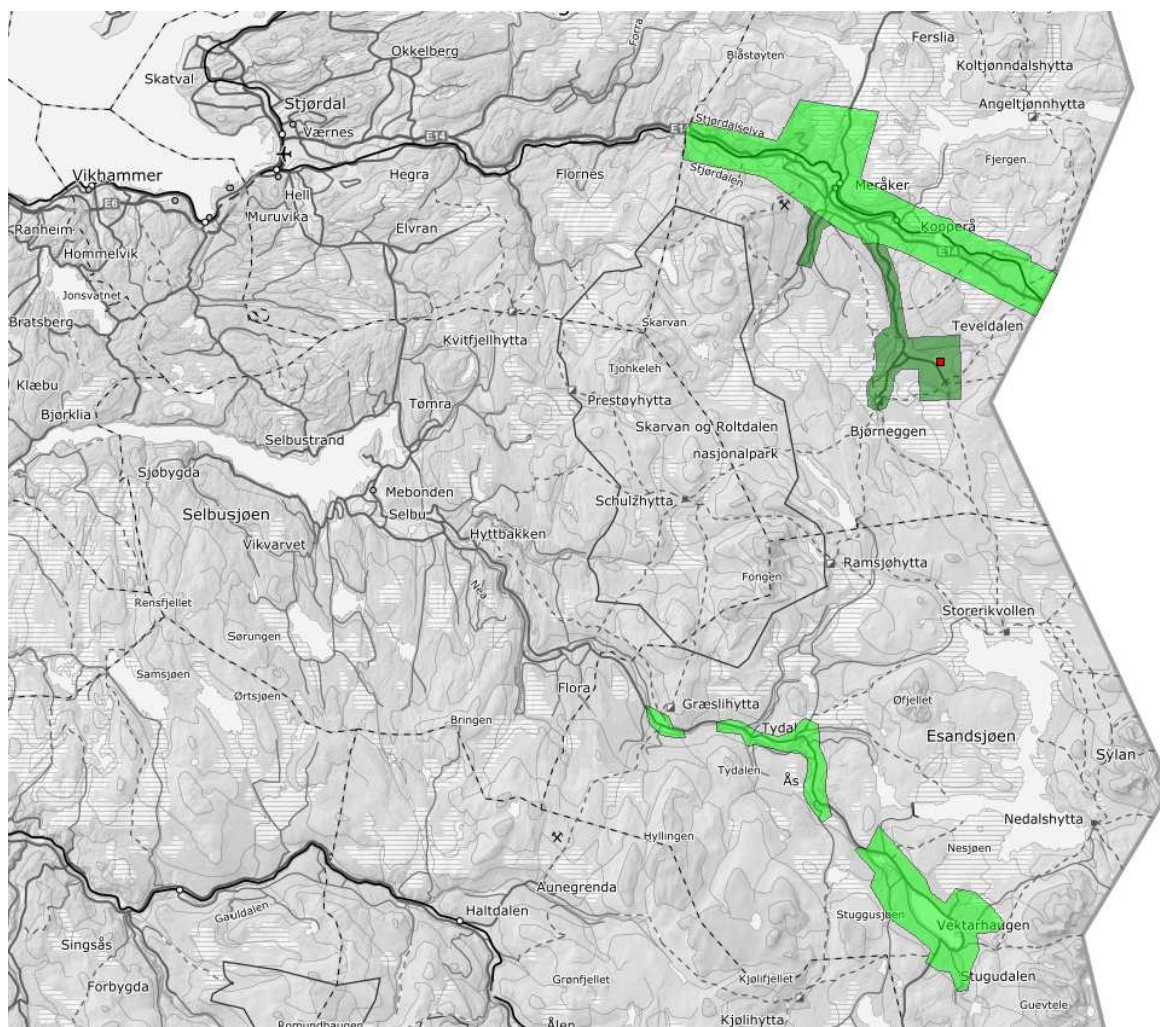 Forra
Ferslia
Okkelberg
Blåstøyten
Koltjønndalshytta
Skatval
Stjørdal
Angeltjønnhytta
Værnes
E14
Stjørdalselva
Fjergen
Vikhammer
Hegra
Flornes
Stjørdalen
Meråker
Hell
E6
Muruvika
Ranheim
Elvran
Kopperå
Hommelvik
E14
Jonsvatnet
Bratsberg
Skarvan
Teveldalen
Kvitfjellhytta
Tjohkeleh
Klæbu
Prestøyhytta
Bjørklia
Tømra
Skarvan og Roltdalen
nasjonalpark
Bjørneggen
Selbustrand
Sjøbygda
Mebonden
Schulzhytta
Selbusjøen
Selbu
Hyttbakken
Vikvarvet
Ramsjøhytta
Fongen
Nea
Rensfjellet
Storerikvollen
Sørungen
Samsjøen
Ørtsjøen
Flora
Øfjellet
Græslihytta
Bringen
Tydal
Esandsjøen
Sylan
Tydalen
Ås
Nedalshytta
Hyllingen
Nesjøen
Aunegrenda
Gauldalen
Haltdalen
Stuggusjøen
Vektarhaugen
Singsås
Grønfjellet
Kjølifjellet
Stugudalen
Forbygda
Guevtele
Kjølihytta
Romundhaugen
Ålen